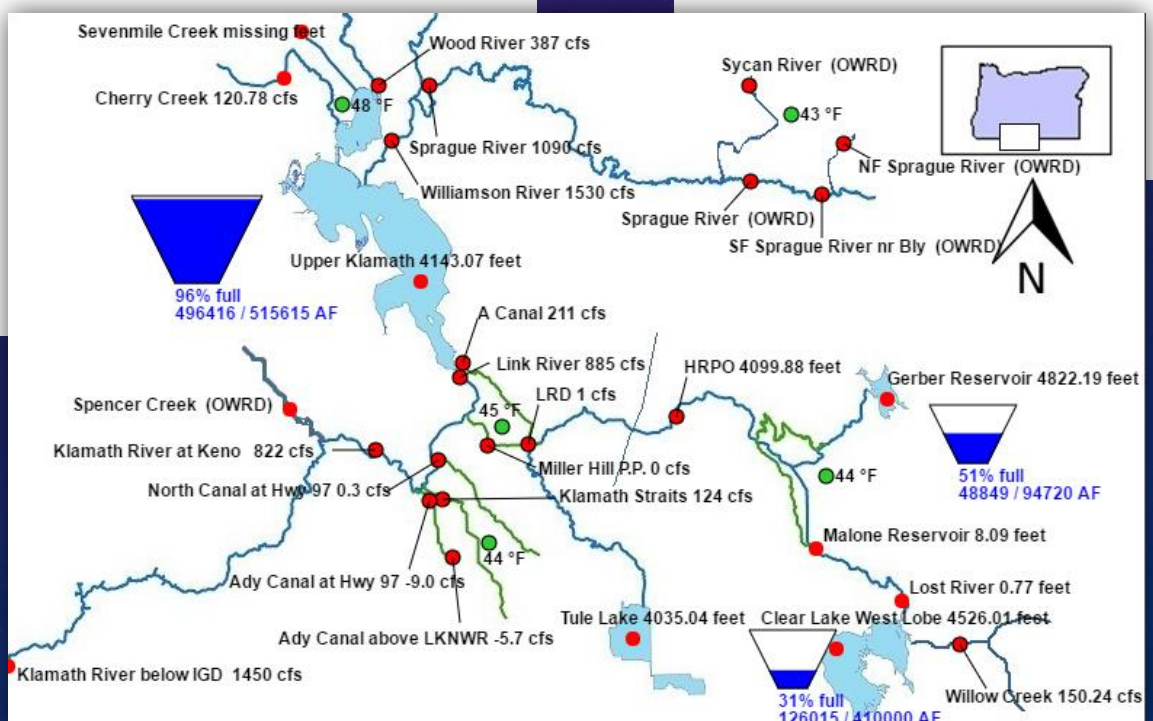 Sevenmile Creek missing feet
Wood River 387 cfs
Sycan River (OWRD)
Cherry Creek 120.78 cfs
48 °F
43 °F
Sprague River 1090 cfs
NF Sprague River (OWRD)
Williamson River 1530 cfs
Sprague River (OWRD)
SF Sprague River nr Bly (OWRD)
N
Upper Klamath 4143.07 feet
96% full
496416 / 515615 AF
A Canal 211 cfs
Link River 885 cfs
HRPO 4099.88 feet
Gerber Reservoir 4822.19 feet
LRD 1 cfs
Spencer Creek (OWRD)
45 °F
Klamath River at Keno 822 cfs
Miller Hill P.P. 0 cfs
51% full
48849 / 94720 AF
44 °F
North Canal at Hwy 97 0.3 cfs
Klamath Straits 124 cfs
Malone Reservoir 8.09 feet
44 °F
Ady Canal at Hwy 97 -9.0 cfs
Lost River 0.77 feet
Tule Lake 4035.04 feet
Clear Lake West Lobe 4526.01 feet
Ady Canal above LKNWR -5.7 cfs
Klamath River below IGD 1450 cfs
Willow Creek 150.24 cfs
31% full
126015 / 410000 AF